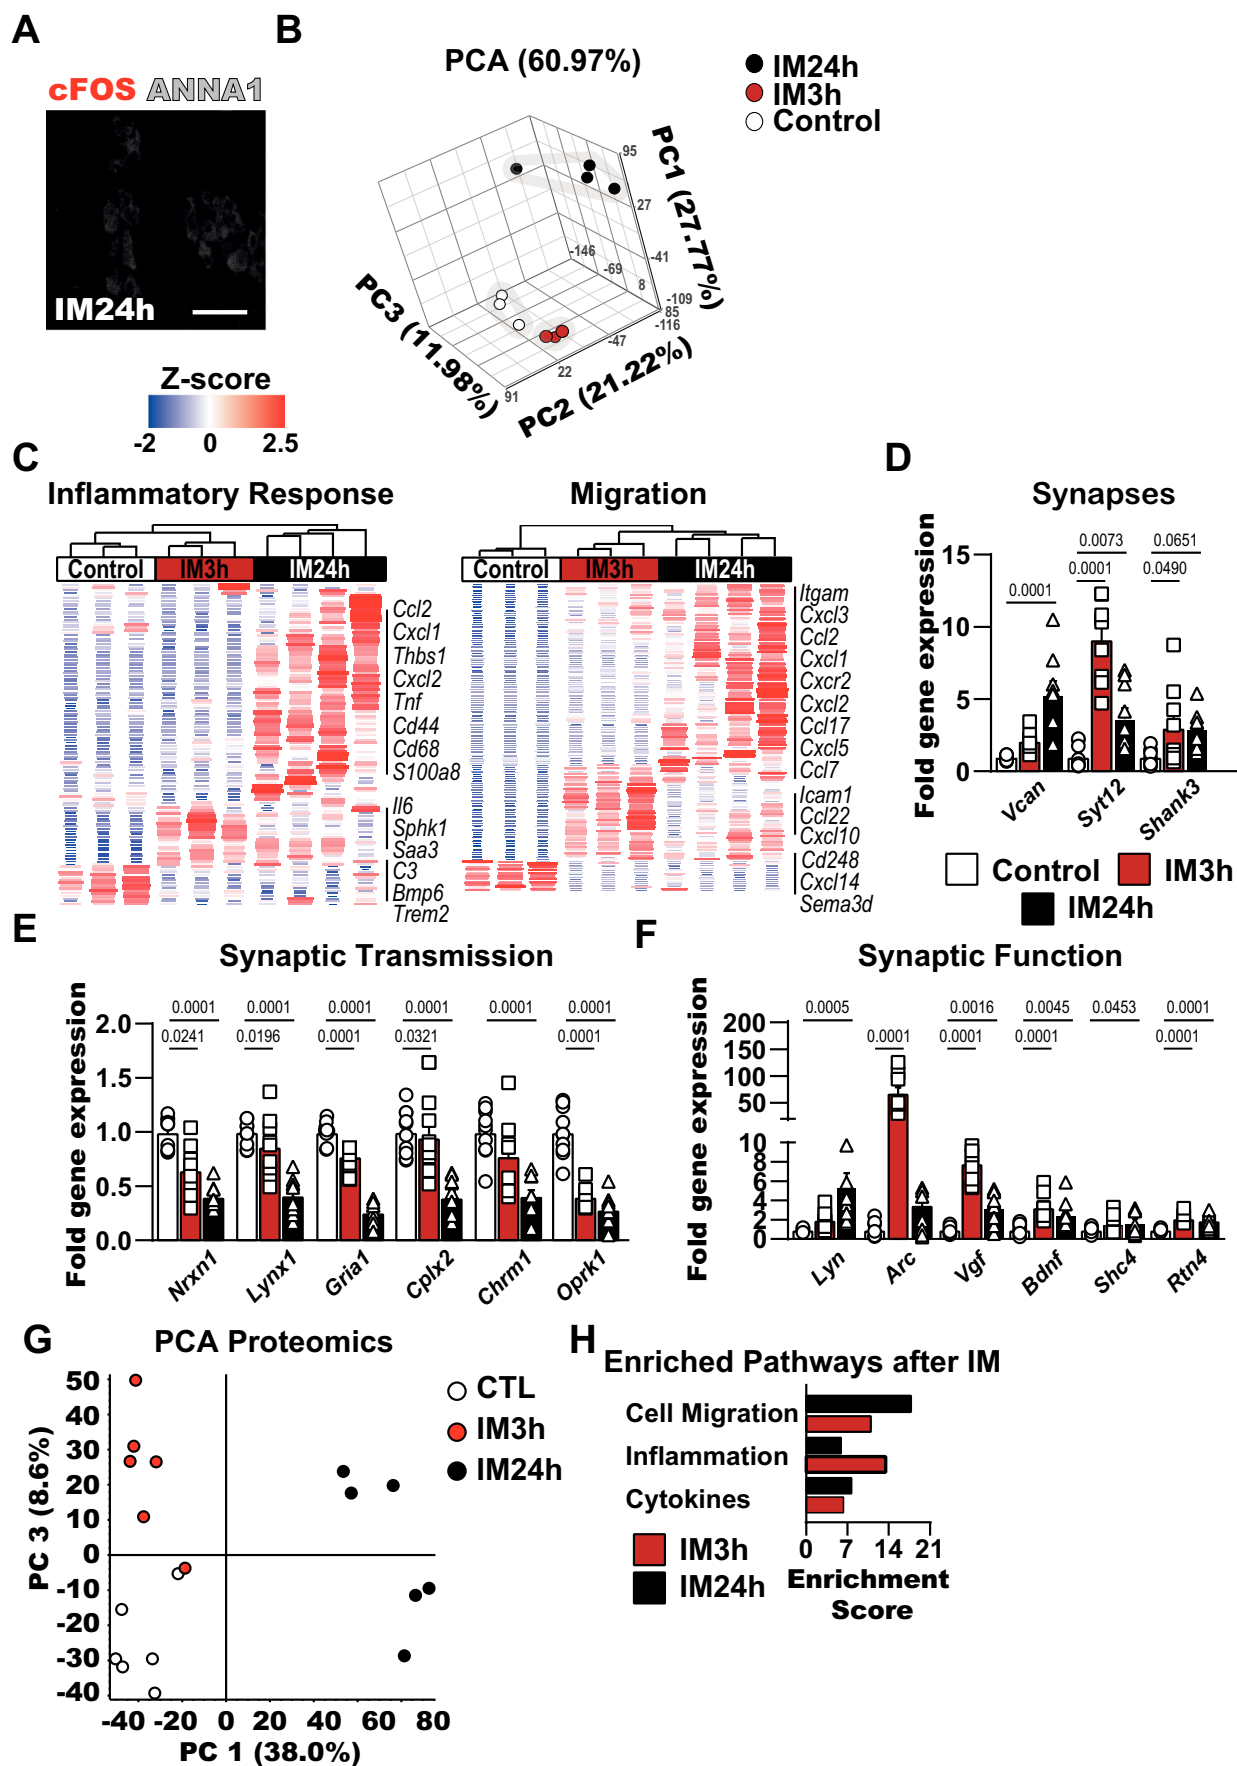 A
cFOS ANNA1
IM24h
B
PCA (60.97%)
IM24h
IM3h
Control
PC1 (27.77%)
95
27
-41
-109
-146
-69
8
85
-116
-47
22
91
PC3 (11.98%)
PC2 (21.22%)
Z-score
-2 0 2.5
C
Inflammatory Response
Control IM3h IM24h
Ccl2
Cxcl1
Thbs1
Cxcl2
Tnf
Cd44
Cd68
S100a8
Il6
Sphk1
Saa3
C3
Bmp6
Trem2
Migration
Control IM3h IM24h
Itgam
Cxcl3
Ccl2
Cxcl1
Cxcr2
Cxcl2
Ccl17
Cxcl5
Ccl7
Icam1
Ccl22
Cxcl10
Cd248
Cxcl14
Sema3d
D
Synapses
Fold gene expression
15
10
5
0
0.0001
0.0073
0.0001
0.0651
0.0490
Vcan Syt12 Shank3
Control IM3h
IM24h
E
Synaptic Transmission
Fold gene expression
2.0
1.5
1.0
0.5
0.0
0.0001 0.0001 0.0001 0.0001 0.0001 0.0001
0.0241 0.0196 0.0001 0.0321 0.0001
Nrxn1 Lynx1 Gria1 Cplx2 Chrm1 Oprk1
F
Synaptic Function
Fold gene expression
200
150
100
50
10
8
6
4
2
0
0.0005 0.0016 0.0045 0.0453 0.0001
0.0001 0.0001 0.0001 0.0001
Lyn Arc Vgf Bdnf Shc4 Rtn4
G
PCA Proteomics
PC 3 (8.6%)
50
40
30
20
10
0
-10
-20
-30
-40
-40 -20 0 20 40 60 80
PC 1 (38.0%)
CTL
IM3h
IM24h
H
Enriched Pathways after IM
Cell Migration
Inflammation
Cytokines
0 7 14 21
Enrichment
Score
IM3h
IM24h